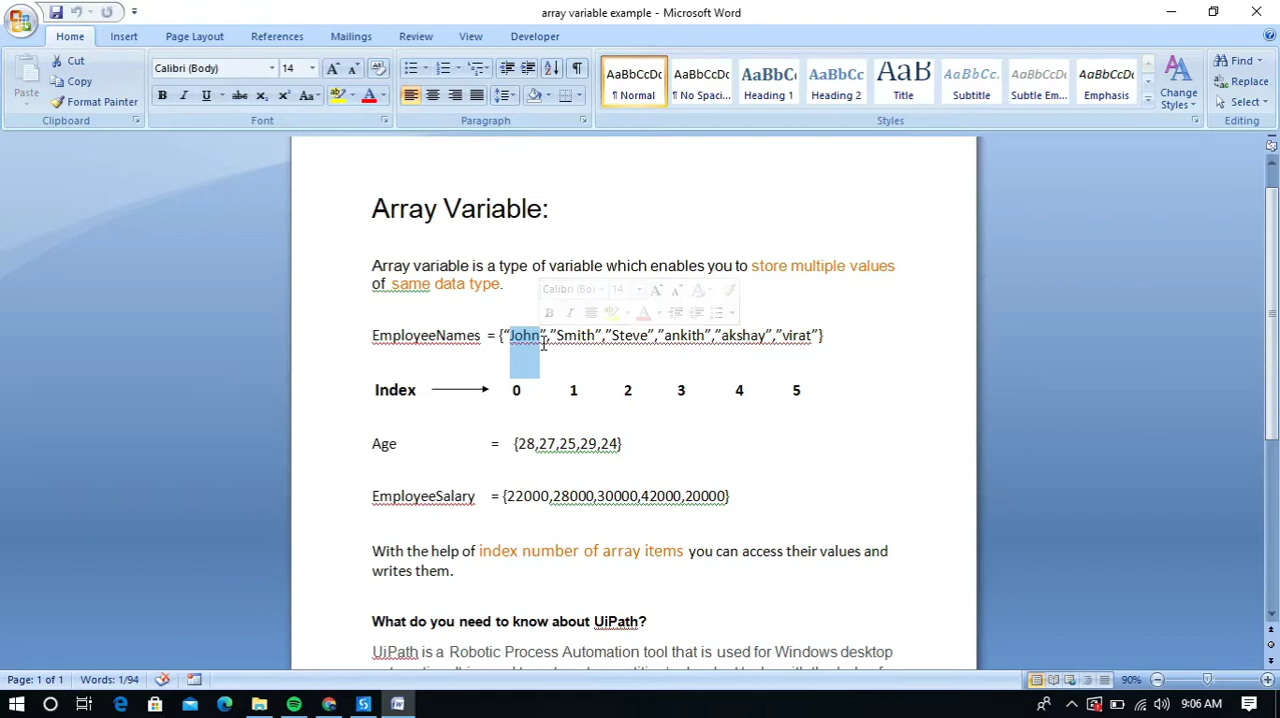 array variable example - Microsoft Word
Home Insert Page Layout References Mailings Review View Developer
Paste
Cut
Copy
Format Painter
Clipboard
Calibri (Body) 14
Font
Paragraph
AaBbCcDc AaBbCcDc AaBbCc AaBbCc AaB AaBbCc. AaBbCcDc AaBbCcDc
¶ Normal ¶ No Spaci... Heading 1 Heading 2 Title Subtitle Subtle Em... Emphasis
Change Styles
Styles
Find
Replace
Select
Editing
Array Variable:
Array variable is a type of variable which enables you to store multiple values
of same data type.
Calibri (Boı 14
EmployeeNames = {“John”,”Smith”,”Steve”,”ankith”,”akshay”,”virat”}
Index 0 1 2 3 4 5
Age = {28,27,25,29,24}
EmployeeSalary = {22000,28000,30000,42000,20000}
With the help of index number of array items you can access their values and
writes them.
What do you need to know about UiPath?
UiPath is a Robotic Process Automation tool that is used for Windows desktop
Page: 1 of 1 Words: 1/94 90%
9:06 AM